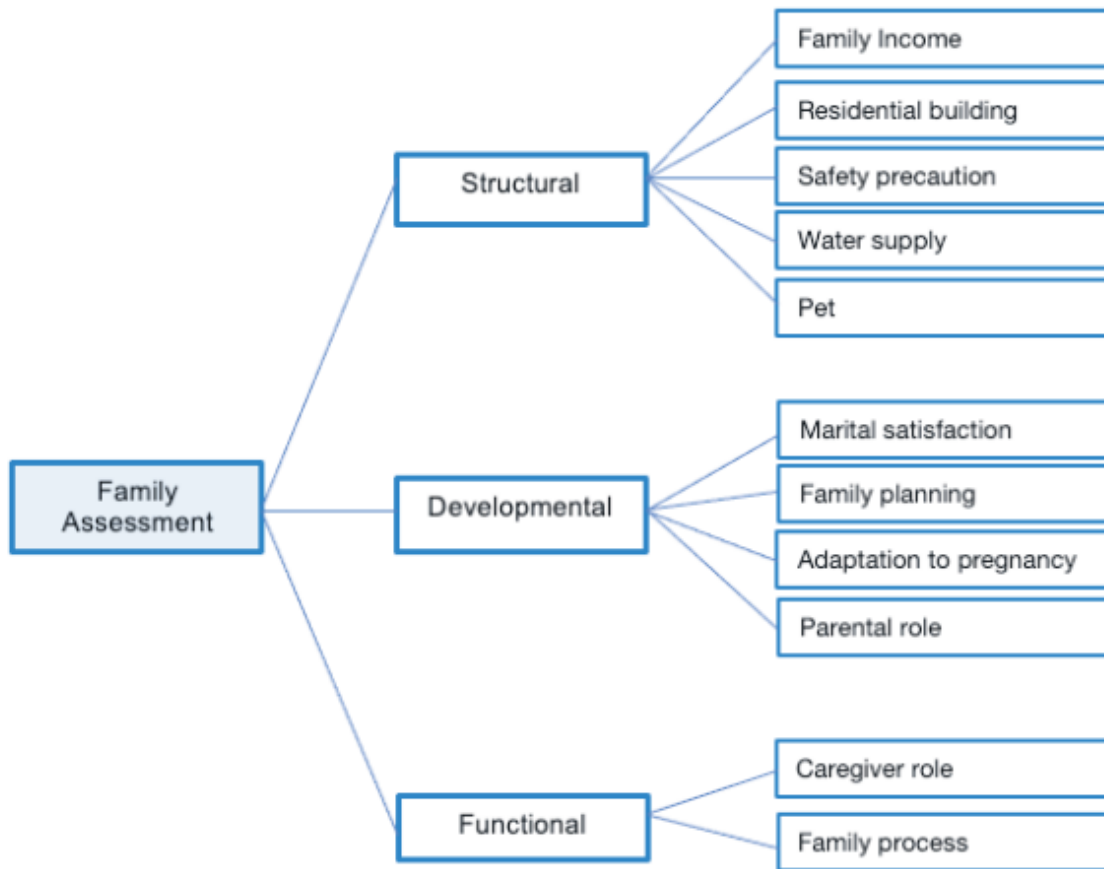 Family Income
Residential building
Structural
Safety precaution
Water supply
Pet
Marital satisfaction
Family
Assessment
Developmental
Family planning
Adaptation to pregnancy
Parental role
Caregiver role
Functional
Family process